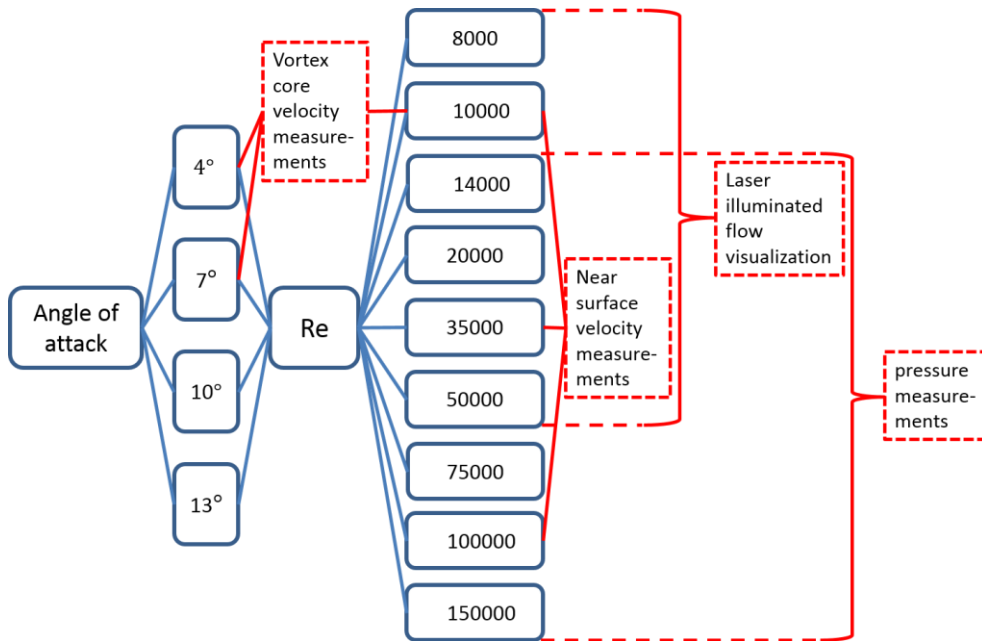 Angle of
attack
4°
7°
10°
13°
Vortex
core
velocity
measure-
ments
Re
8000
10000
14000
20000
35000
50000
75000
100000
150000
Near
surface
velocity
measure-
ments
Laser
illuminated
flow
visualization
pressure
measure-
ments